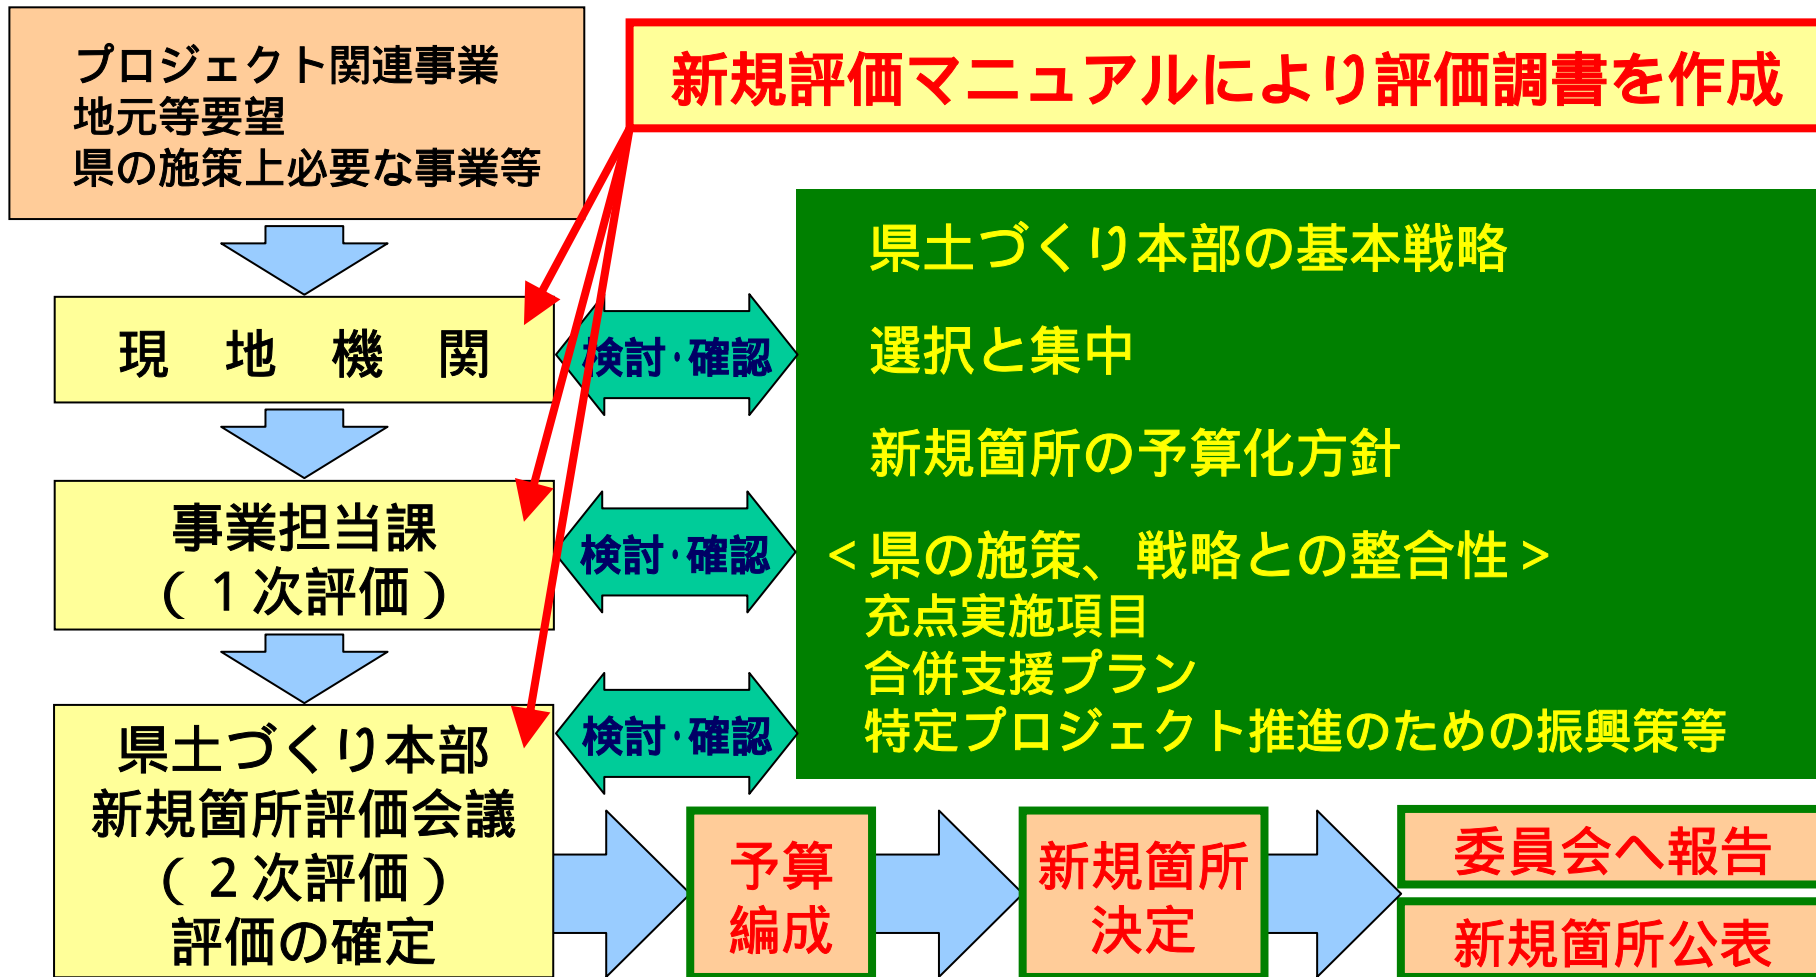 プロジェクト関連事業
地元等要望
県の施策上必要な事業等
新規評価マニュアルにより評価調書を作成
現 地 機 関
検討・確認
事業担当課
(1次評価)
検討・確認
県土づくり本部
新規箇所評価会議
(2次評価)
評価の確定
検討・確認
県土づくり本部の基本戦略
選択と集中
新規箇所の予算化方針
<県の施策、戦略との整合性>
充点実施項目
合併支援プラン
特定プロジェクト推進のための振興策等
予算
編成
新規箇所
決定
委員会へ報告
新規箇所公表